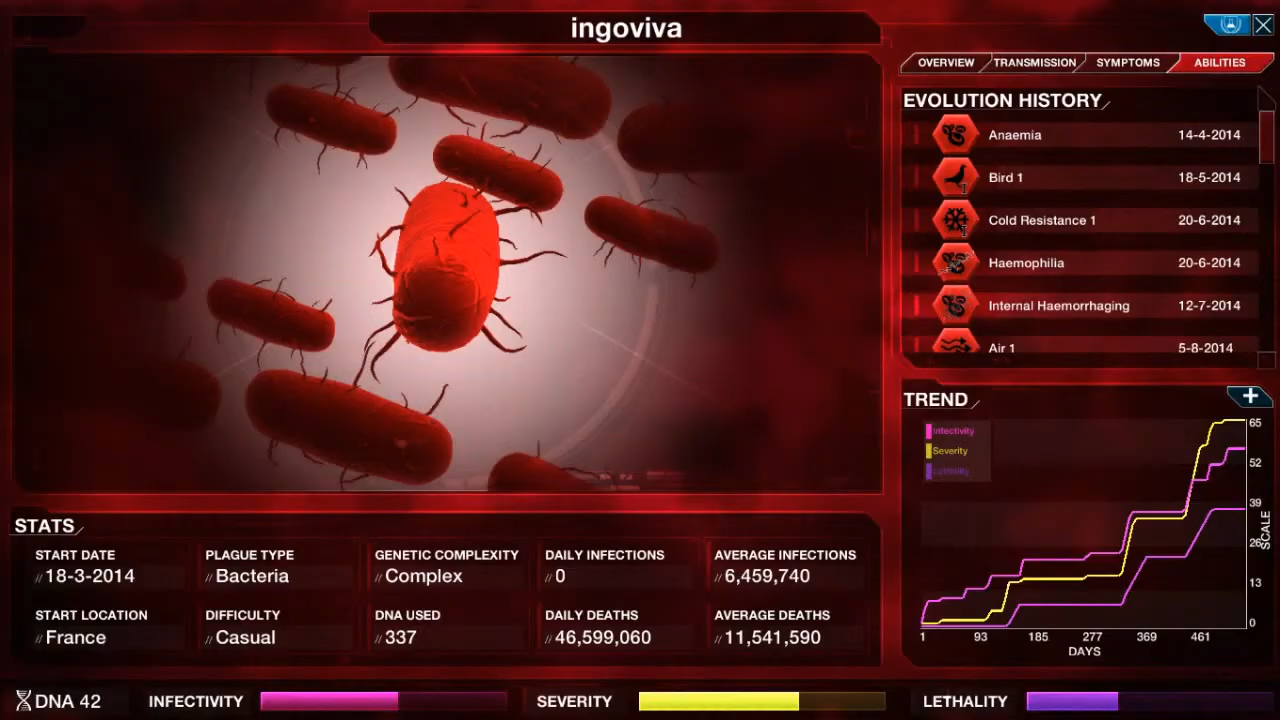 ingoviva
OVERVIEW TRANSMISSION SYMPTOMS ABILITIES
EVOLUTION HISTORY
Anaemia 14-4-2014
Bird 1 18-5-2014
I
Cold Resistance 1 20-6-2014
I
Haemophilia 20-6-2014
Internal Haemorrhaging 12-7-2014
Air 1 5-8-2014
TREND
+
Infectivity
Severity
Lethality
65
52
39
26
13
0
SCALE
1 93 185 277 369 461
DAYS
STATS
START DATE PLAGUE TYPE GENETIC COMPLEXITY DAILY INFECTIONS AVERAGE INFECTIONS
// 18-3-2014 // Bacteria // Complex // 0 // 6,459,740
START LOCATION DIFFICULTY DNA USED DAILY DEATHS AVERAGE DEATHS
// France // Casual // 337 // 46,599,060 // 11,541,590
DNA 42 INFECTIVITY SEVERITY LETHALITY